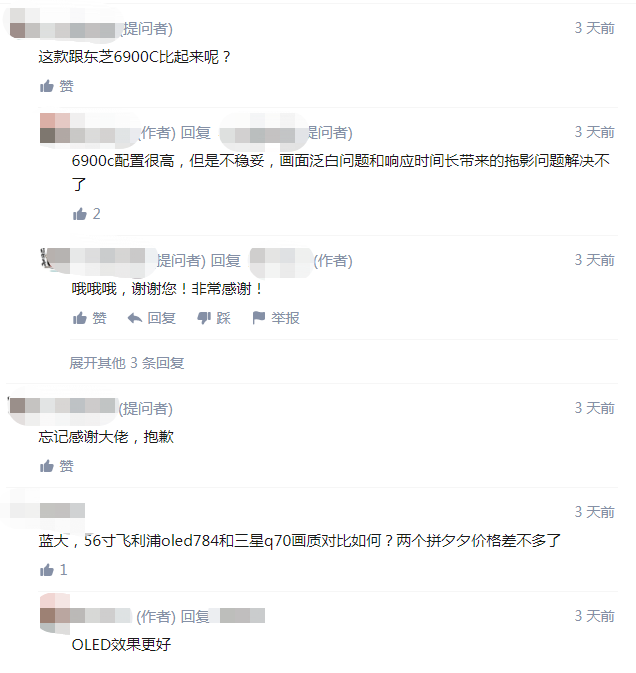 (提问者) 3 天前
这款跟东芝6900C比起来呢？
赞
(作者) 回复 提问者) 3 天前
6900c配置很高，但是不稳妥，画面泛白问题和响应时间长带来的拖影问题解决不
了
2
提问者) 回复 (作者) 3 天前
哦哦哦，谢谢您！非常感谢！
赞 回复 踩 举报
展开其他 3 条回复
(提问者) 3 天前
忘记感谢大佬，抱歉
赞
3 天前
蓝大，56寸飞利浦oled784和三星q70画质对比如何？两个拼夕夕价格差不多了
1
(作者) 回复 3 天前
OLED效果更好